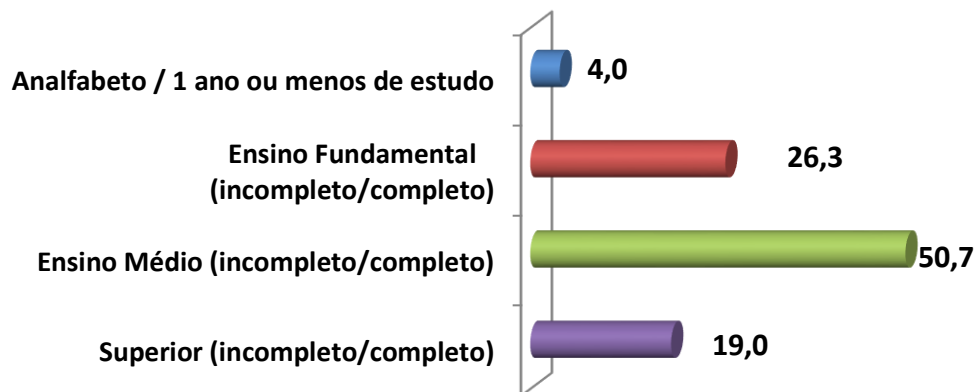 Analfabeto / 1 ano ou menos de estudo 4,0
Ensino Fundamental
(incompleto/completo) 26,3
Ensino Médio (incompleto/completo) 50,7
Superior (incompleto/completo) 19,0